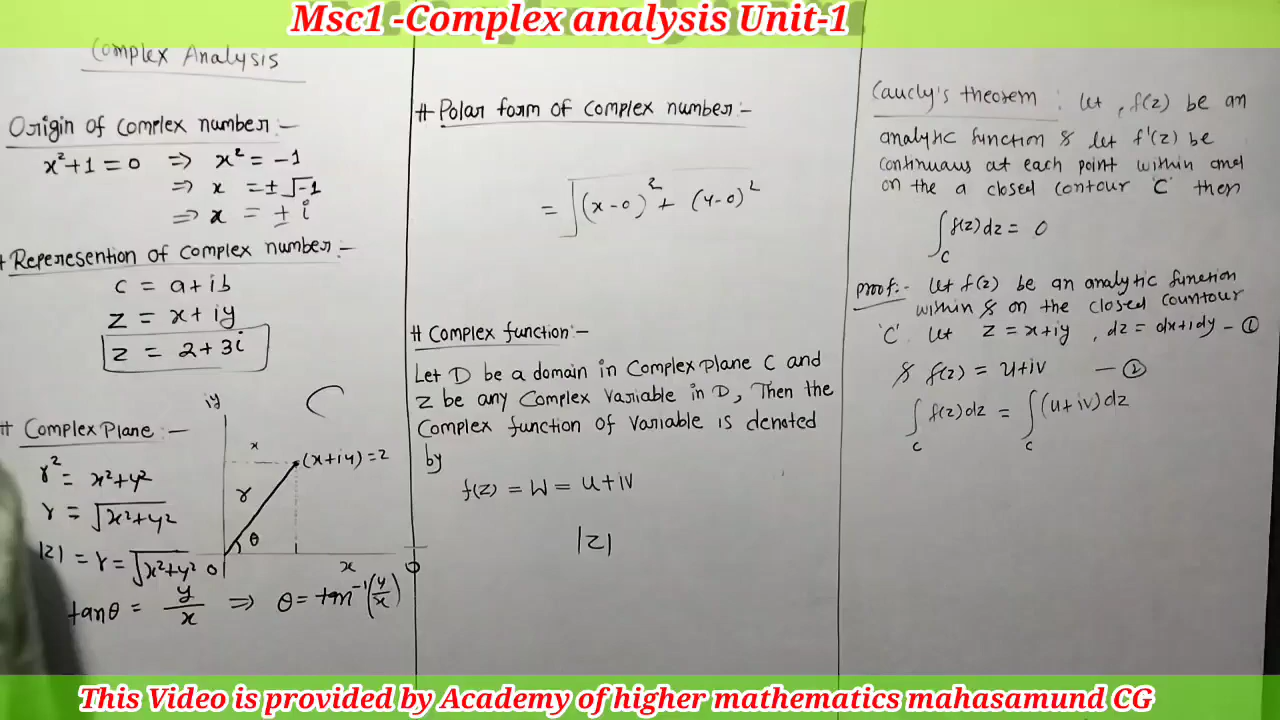 Msc1 -Complex analysis Unit-1
Complex Analysis
Origin of complex number:-
x²+1=0 ⇒ x² = -1
⇒ x = ±√-1
⇒ x = ± i
Reperesention of complex number:-
c = a+ib
z = x+iy
z = 2+3i
# Complex Plane:-
r² = x²+y²
r = √x²+y²
|z| = r = √x²+y²
tanθ = y/x ⇒ θ = tan⁻¹(y/x)
iy
x
(x+iy)=z
r
θ
O
x
# Polar form of complex number:-
= √(x-0)² + (y-0)²
# Complex function:-
Let D be a domain in Complex plane C and
z be any Complex Variable in D, Then the
Complex function of Variable is denoted
by
f(z) = W = u+iv
|z|
Caucly's theorem: let, f(z) be an
analytic function & let f'(z) be
continuous at each point within and
on the a closed contour 'C' then
∫c f(z)dz = 0
Proof:- let f(z) be an analytic function
within & on the closed countour
'C'. let z = x+iy, dz = dx+idy — ①
& f(z) = u+iv — ②
∫c f(z)dz = ∫c (u+iv)dz
This Video is provided by Academy of higher mathematics mahasamund CG